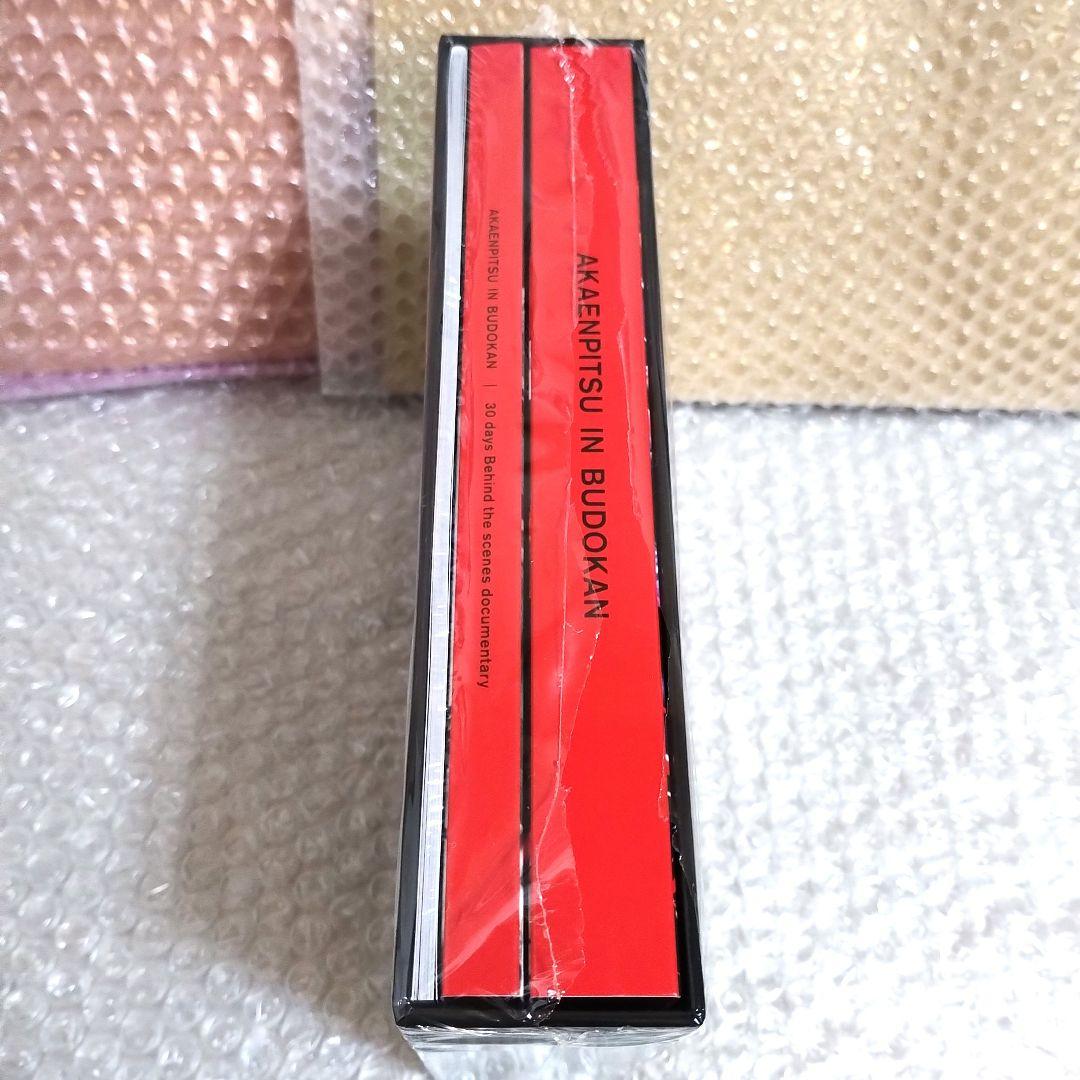 AKAENPITSU IN BUDOKAN
AKAENPITSU IN BUDOKAN | 30 days Behind the scenes documentary